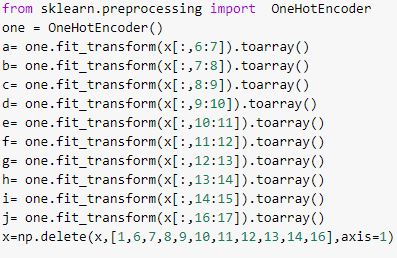 from sklearn.preprocessing import  OneHotEncoder
one = OneHotEncoder()
a= one.fit_transform(x[:,6:7]).toarray()
b= one.fit_transform(x[:,7:8]).toarray()
c= one.fit_transform(x[:,8:9]).toarray()
d= one.fit_transform(x[:,9:10]).toarray()
e= one.fit_transform(x[:,10:11]).toarray()
f= one.fit_transform(x[:,11:12]).toarray()
g= one.fit_transform(x[:,12:13]).toarray()
h= one.fit_transform(x[:,13:14]).toarray()
i= one.fit_transform(x[:,14:15]).toarray()
j= one.fit_transform(x[:,16:17]).toarray()
x=np.delete(x,[1,6,7,8,9,10,11,12,13,14,16],axis=1)